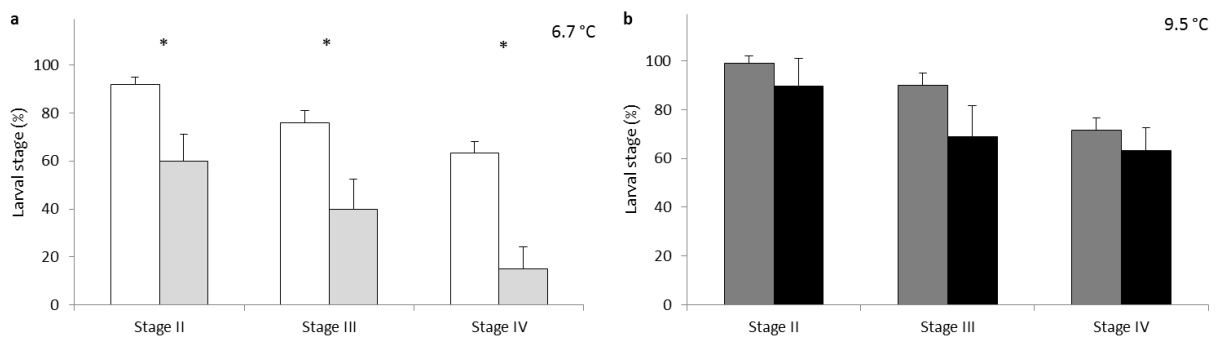 a
6.7 °C
*
*
*
Larval stage (%)
100
80
60
40
20
0
Stage II
Stage III
Stage IV
b
9.5 °C
Larval stage (%)
100
80
60
40
20
0
Stage II
Stage III
Stage IV